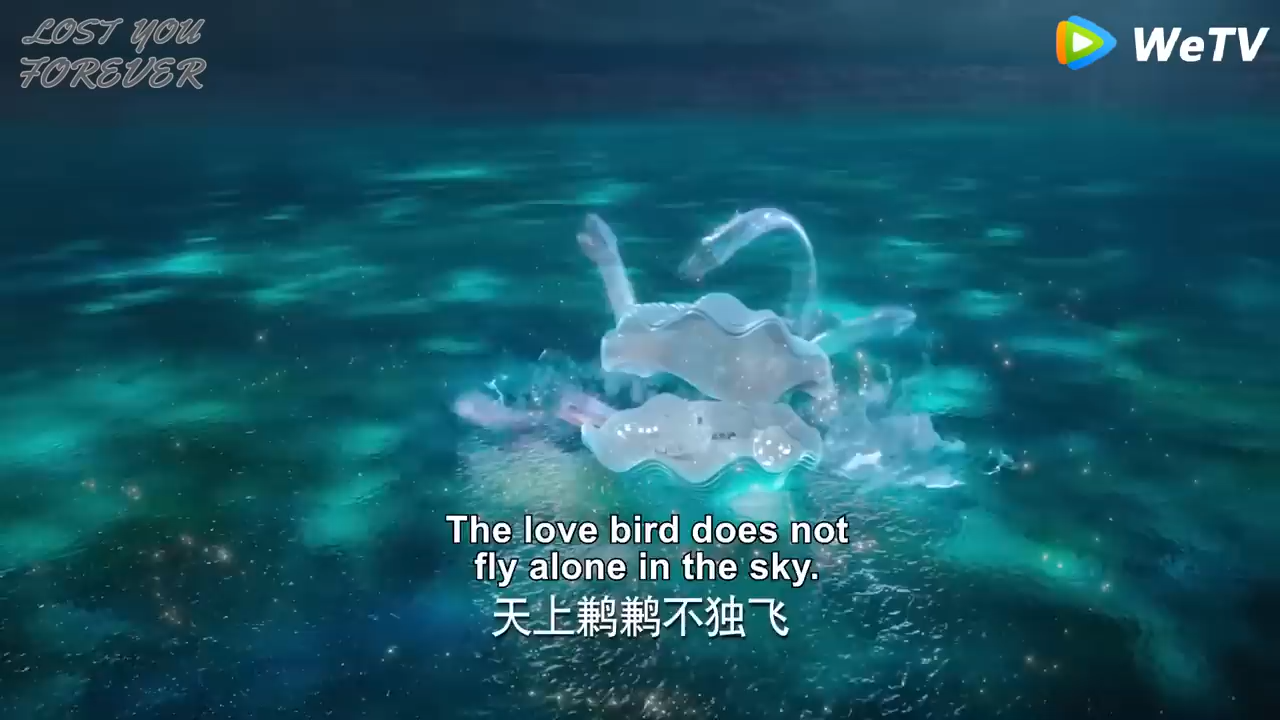 LOST YOU
FOREVER
WeTV
The love bird does not
fly alone in the sky.
天上鹣鹣不独飞